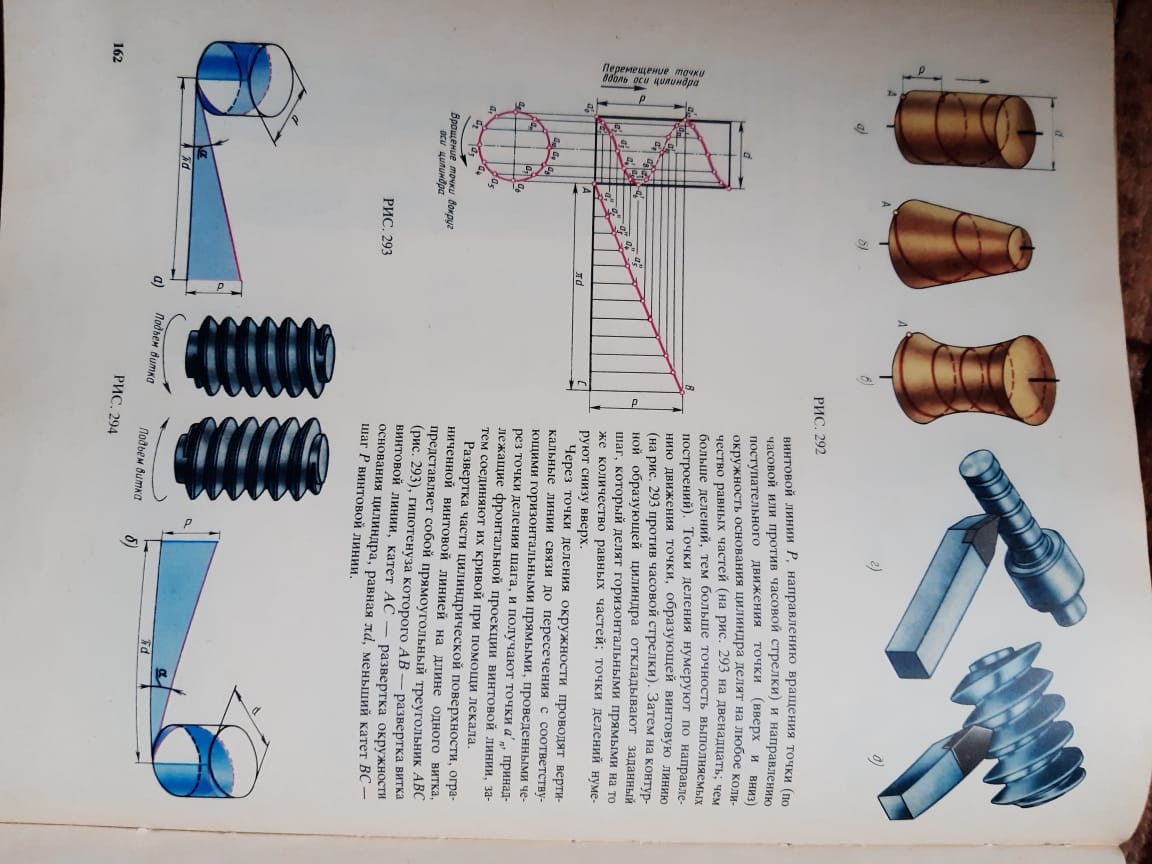 P
d
A
а)
A
б)
A
в)
г)
д)
РИС. 292
Перемещение точки
вдоль оси цилиндра
P
d
A
B
C
P
πd
Вращение точки вокруг
оси цилиндра
РИС. 293
d
α
πd
P
а)
Подъем витка
Подъем витка
P
α
πd
d
б)
РИС. 294
винтовой линии P, направлению вращения точки (по
часовой или против часовой стрелки) и направлению
поступательного движения точки (вверх и вниз)
окружность основания цилиндра делят на любое коли-
чество равных частей (на рис. 293 на двенадцать; чем
больше делений, тем больше точность выполняемых
построений). Точки деления нумеруют по направле-
нию движения точки, образующей винтовую линию
(на рис. 293 против часовой стрелки). Затем на контур-
ной образующей цилиндра откладывают заданный
шаг, который делят горизонтальными прямыми на то
же количество равных частей; точки делений нуме-
руют снизу вверх.
Через точки деления окружности проводят верти-
кальные линии связи до пересечения с соответству-
ющими горизонтальными прямыми, проведенными че-
рез точки деления шага, и получают точки a′ₙ, принад-
лежащие фронтальной проекции винтовой линии, за-
тем соединяют их кривой при помощи лекала.
Развертка части цилиндрической поверхности, огра-
ниченной винтовой линией на длине одного витка,
представляет собой прямоугольный треугольник ABC
(рис. 293), гипотенуза которого AB — развертка витка
винтовой линии, катет AC — развертка окружности
основания цилиндра, равная πd, меньший катет BC —
шаг P винтовой линии.
162